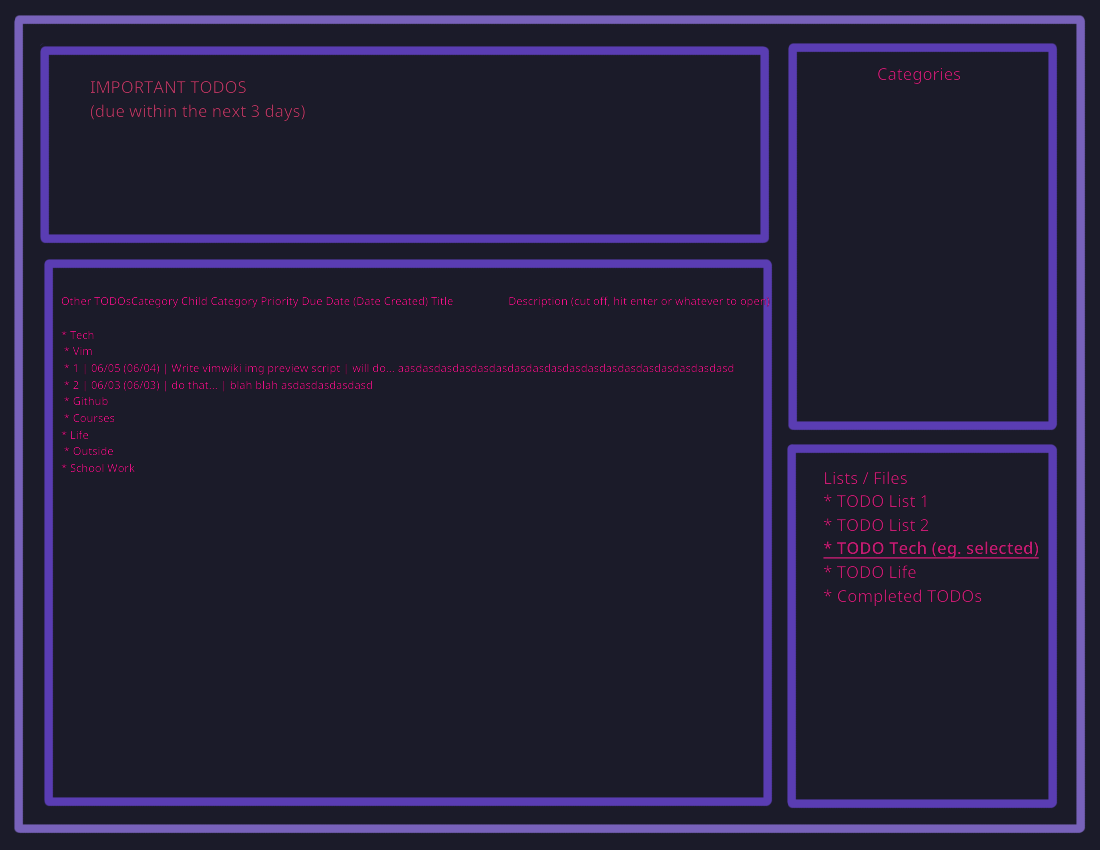 IMPORTANT TODOS
(due within the next 3 days)
Categories
Other TODOsCategory Child Category Priority Due Date (Date Created) Title Description (cut off, hit enter or whatever to open)
* Tech
* Vim
* 1 | 06/05 (06/04) | Write vimwiki img preview script | will do... aasdasdasdasdasdasdasdasdasdasdasdasdasdasdasdasdasdasd
* 2 | 06/03 (06/03) | do that... | blah blah asdasdasdasdasd
* Github
* Courses
* Life
* Outside
* School Work
Lists / Files
* TODO List 1
* TODO List 2
* TODO Tech (eg. selected)
* TODO Life
* Completed TODOs